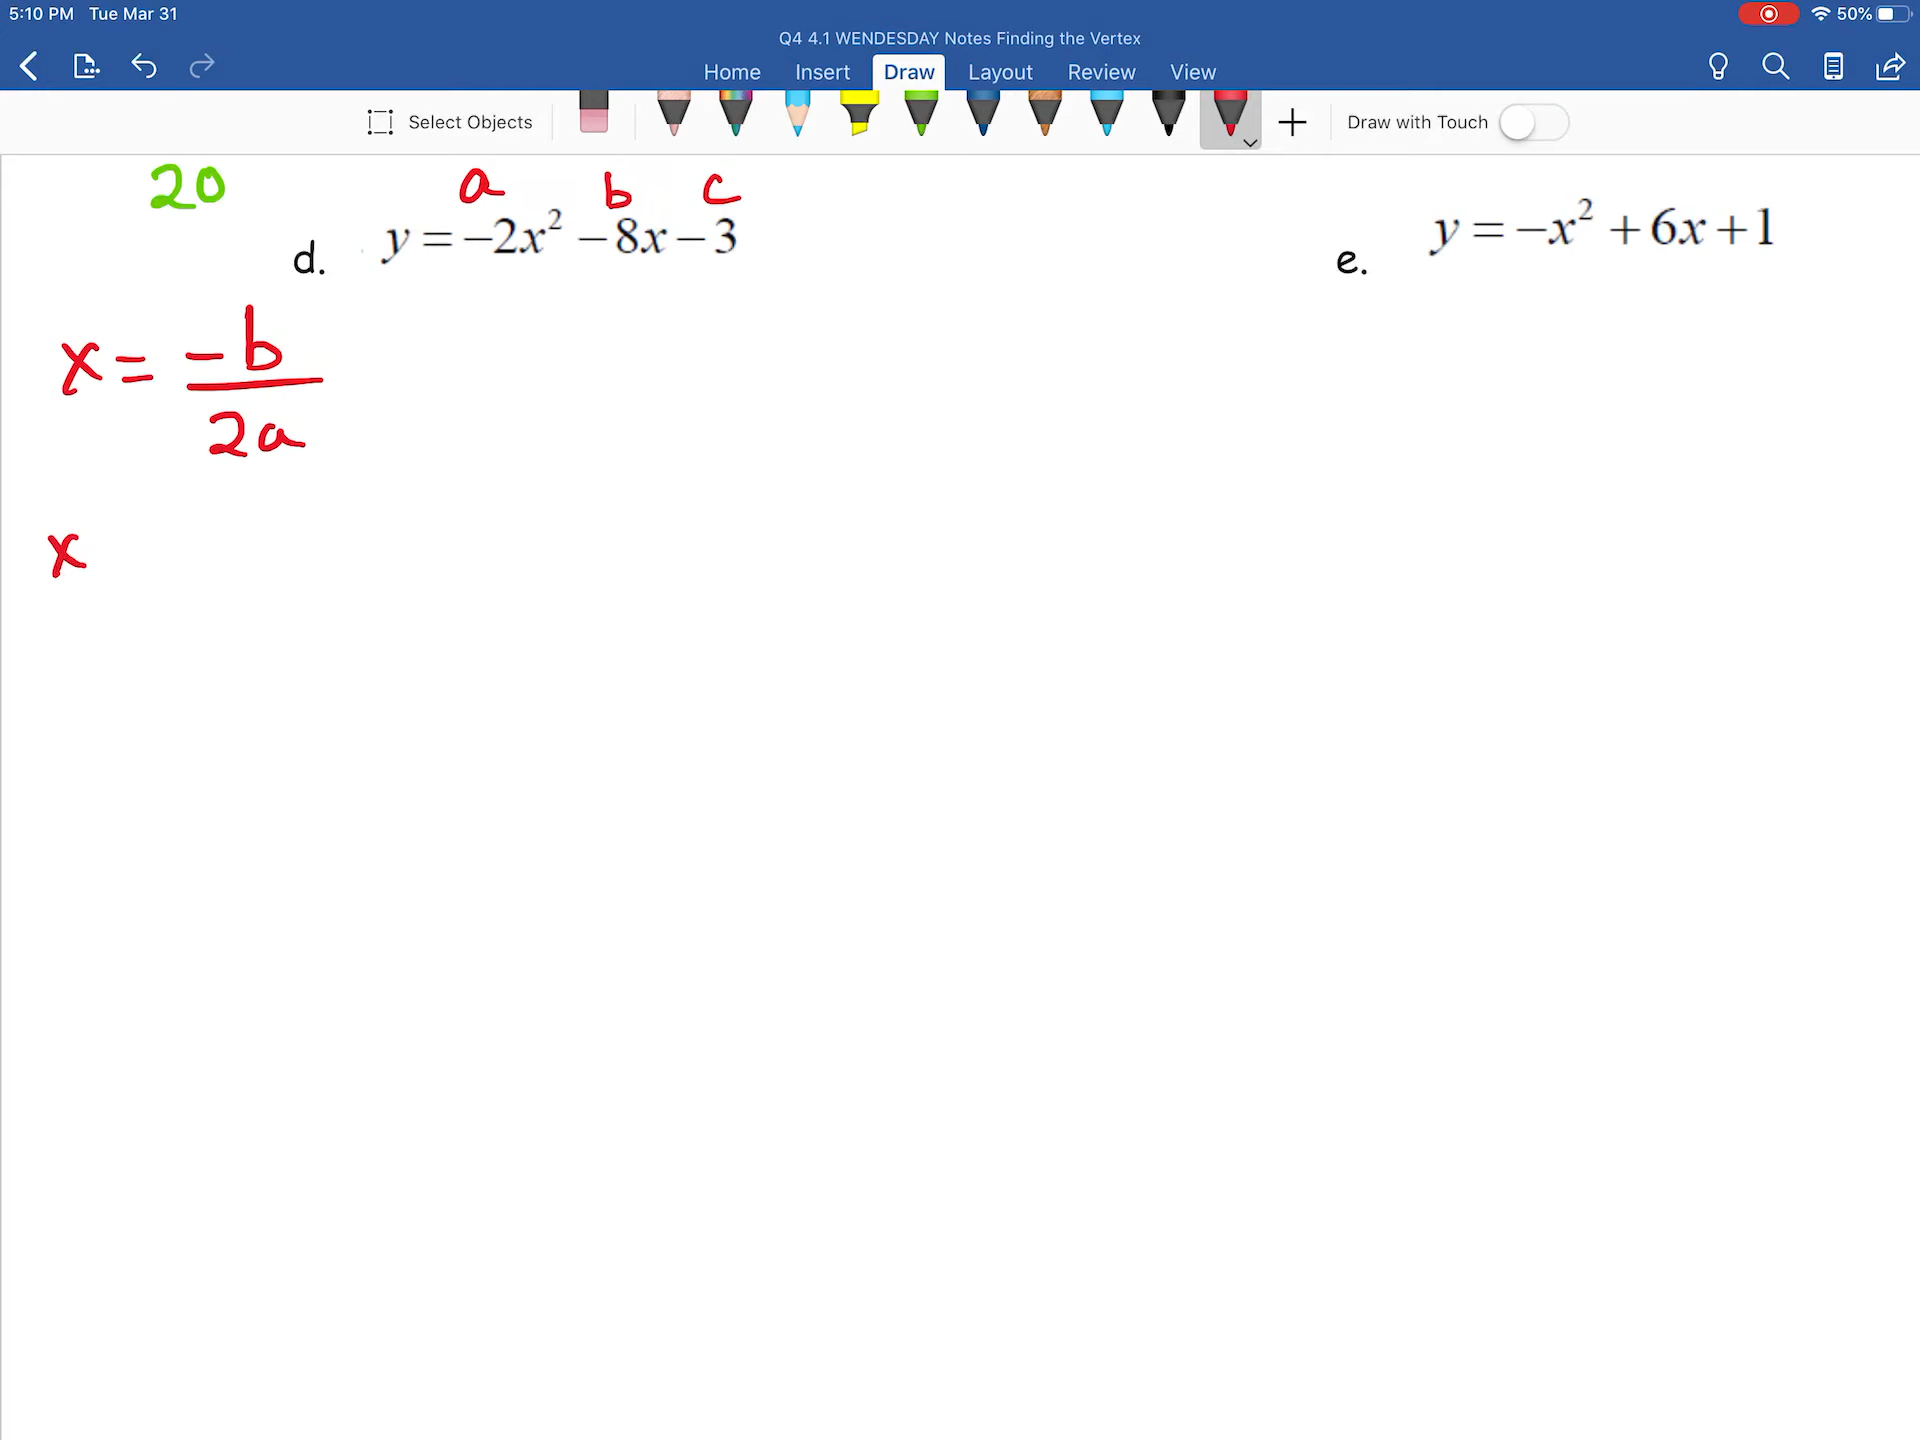 5:10 PM Tue Mar 31
50%
Q4 4.1 WENDESDAY Notes Finding the Vertex
Home Insert Draw Layout Review View
Select Objects
Draw with Touch
20
a b c
d. y = −2x² − 8x − 3
e. y = −x² + 6x + 1
x = -b
2a
x